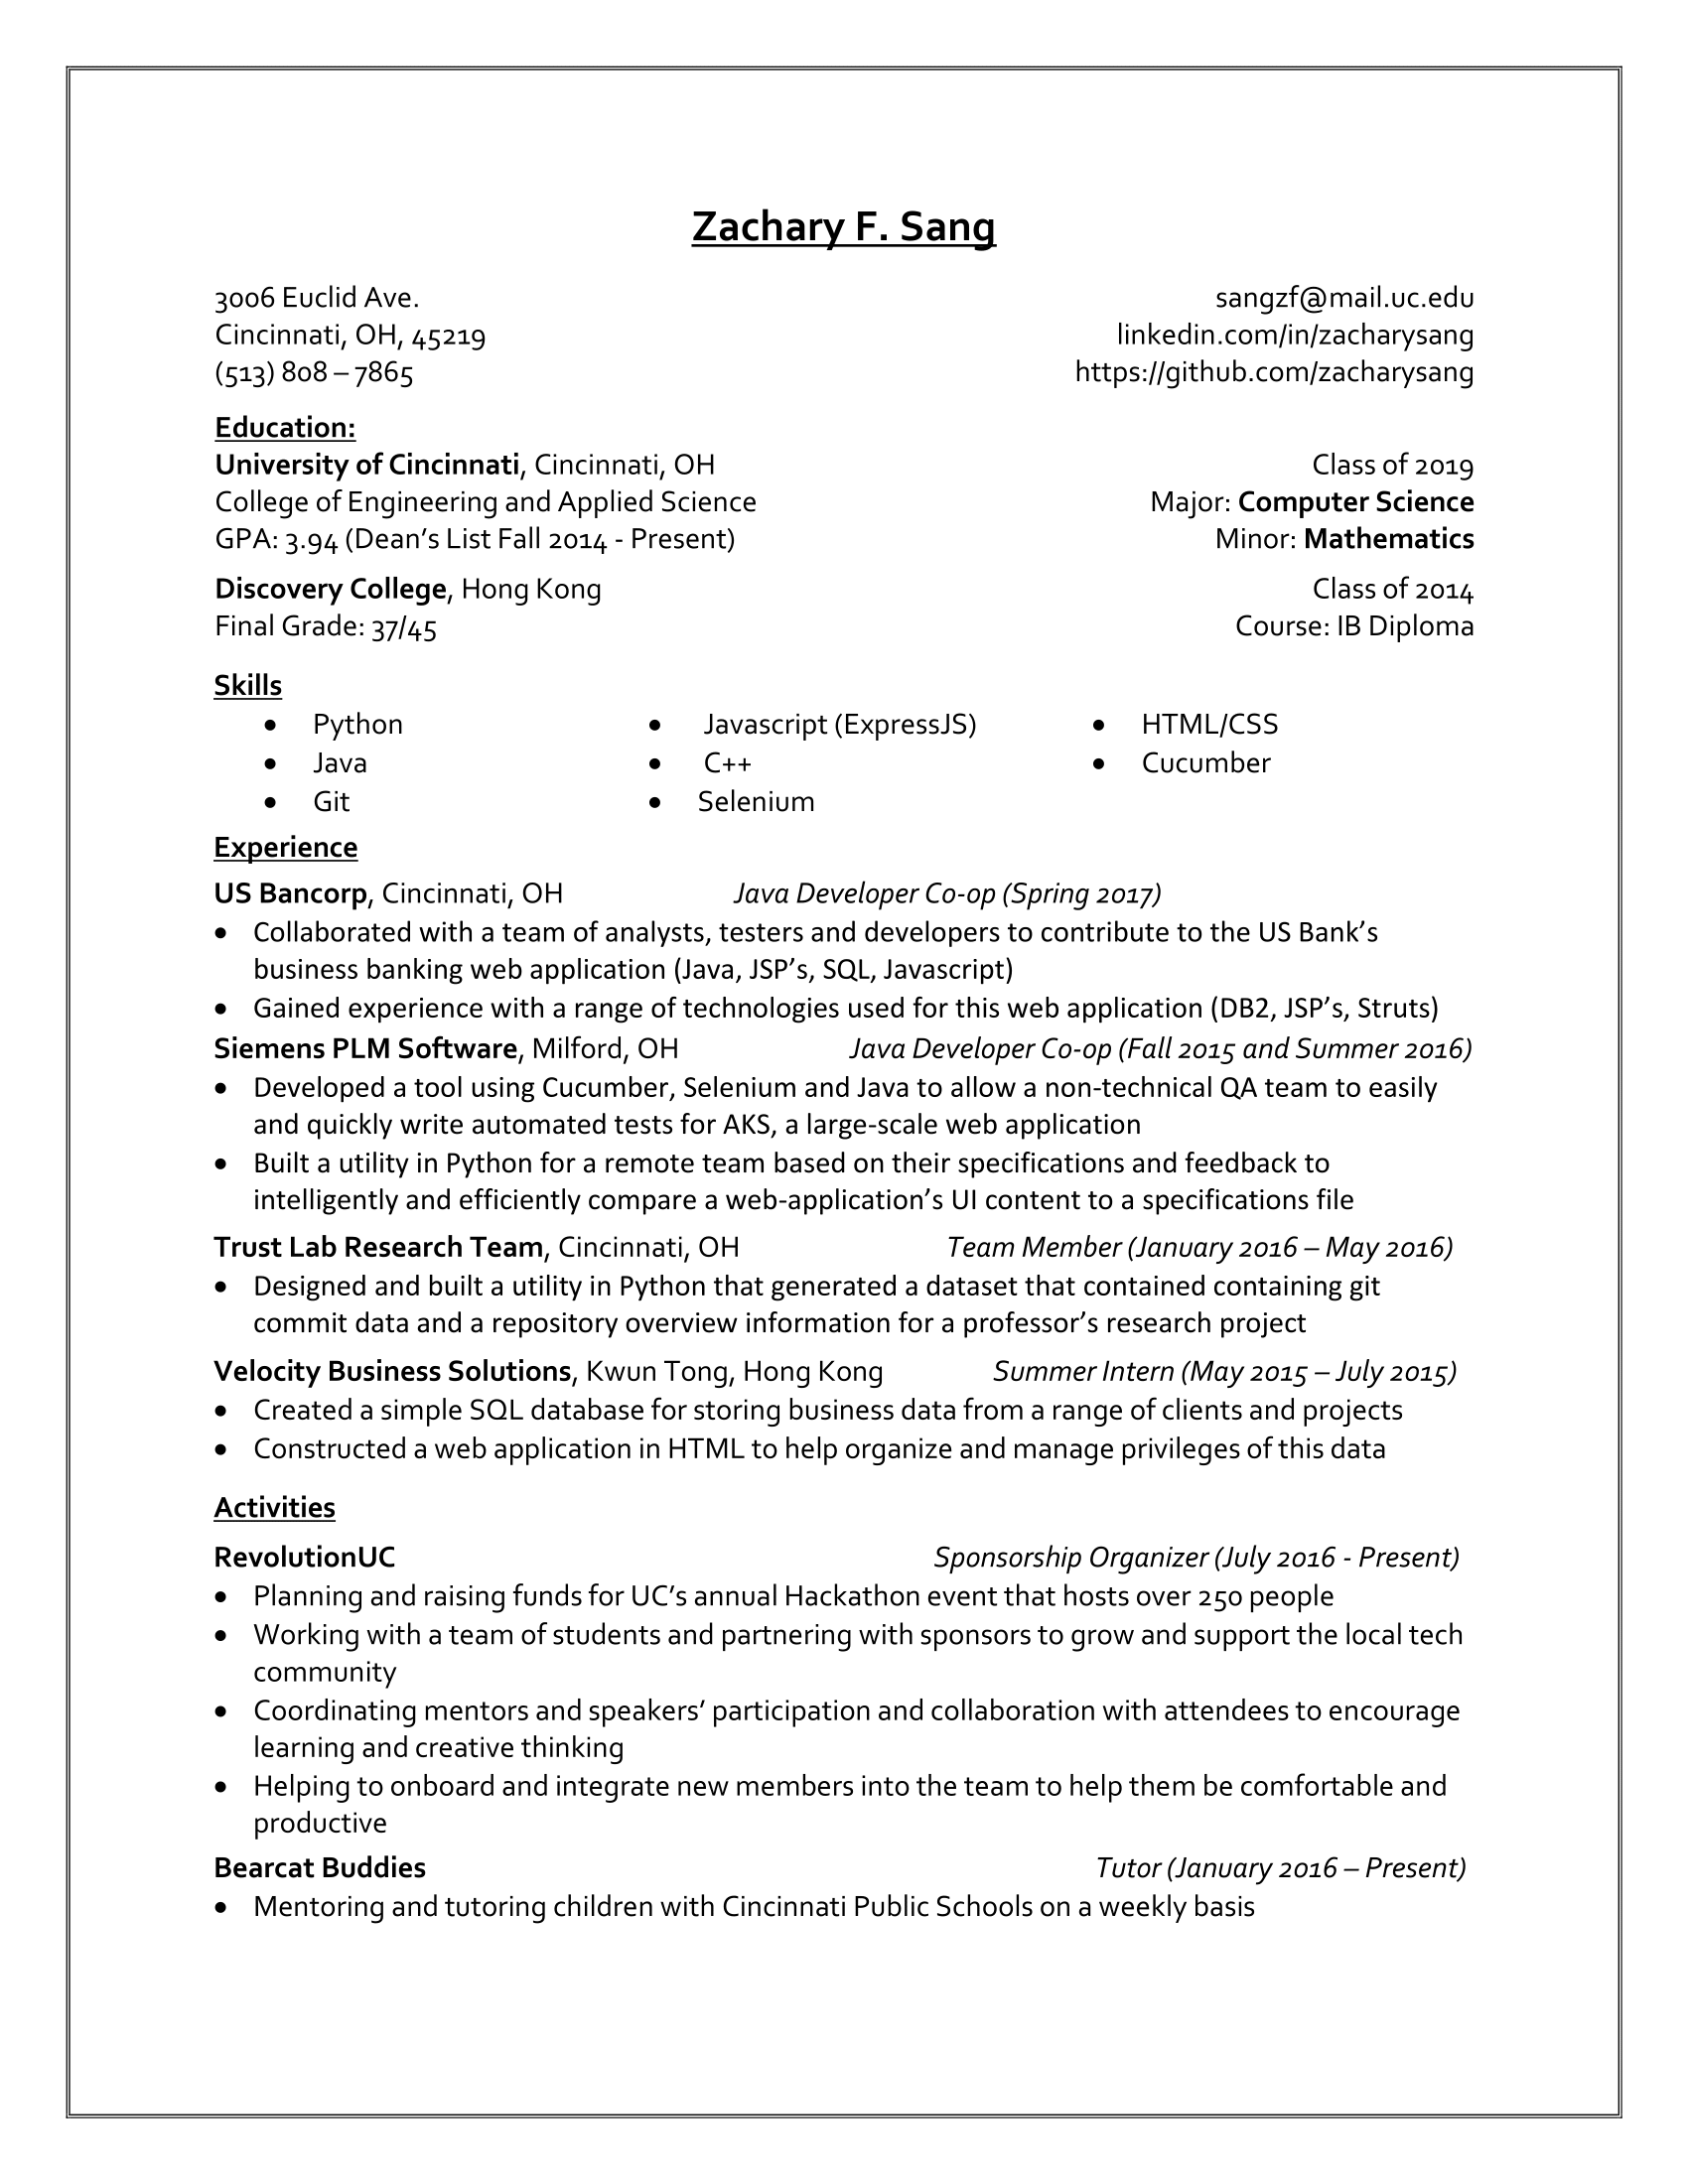 Zachary F. Sang
3006 Euclid Ave. sangzf@mail.uc.edu
Cincinnati, OH, 45219 linkedin.com/in/zacharysang
(513) 808 – 7865 https://github.com/zacharysang
Education:
University of Cincinnati, Cincinnati, OH Class of 2019
College of Engineering and Applied Science Major: Computer Science
GPA: 3.94 (Dean’s List Fall 2014 - Present) Minor: Mathematics
Discovery College, Hong Kong Class of 2014
Final Grade: 37/45 Course: IB Diploma
Skills
• Python • Javascript (ExpressJS) • HTML/CSS
• Java • C++ • Cucumber
• Git • Selenium
Experience
US Bancorp, Cincinnati, OH Java Developer Co-op (Spring 2017)
• Collaborated with a team of analysts, testers and developers to contribute to the US Bank’s
business banking web application (Java, JSP’s, SQL, Javascript)
• Gained experience with a range of technologies used for this web application (DB2, JSP’s, Struts)
Siemens PLM Software, Milford, OH Java Developer Co-op (Fall 2015 and Summer 2016)
• Developed a tool using Cucumber, Selenium and Java to allow a non-technical QA team to easily
and quickly write automated tests for AKS, a large-scale web application
• Built a utility in Python for a remote team based on their specifications and feedback to
intelligently and efficiently compare a web-application’s UI content to a specifications file
Trust Lab Research Team, Cincinnati, OH Team Member (January 2016 – May 2016)
• Designed and built a utility in Python that generated a dataset that contained containing git
commit data and a repository overview information for a professor’s research project
Velocity Business Solutions, Kwun Tong, Hong Kong Summer Intern (May 2015 – July 2015)
• Created a simple SQL database for storing business data from a range of clients and projects
• Constructed a web application in HTML to help organize and manage privileges of this data
Activities
RevolutionUC Sponsorship Organizer (July 2016 - Present)
• Planning and raising funds for UC’s annual Hackathon event that hosts over 250 people
• Working with a team of students and partnering with sponsors to grow and support the local tech
community
• Coordinating mentors and speakers’ participation and collaboration with attendees to encourage
learning and creative thinking
• Helping to onboard and integrate new members into the team to help them be comfortable and
productive
Bearcat Buddies Tutor (January 2016 – Present)
• Mentoring and tutoring children with Cincinnati Public Schools on a weekly basis